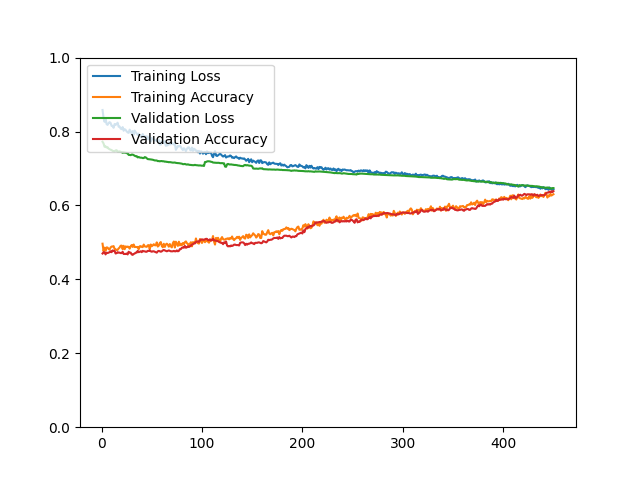 1.0
0.8
0.6
0.4
0.2
0.0
0 100 200 300 400
Training Loss
Training Accuracy
Validation Loss
Validation Accuracy